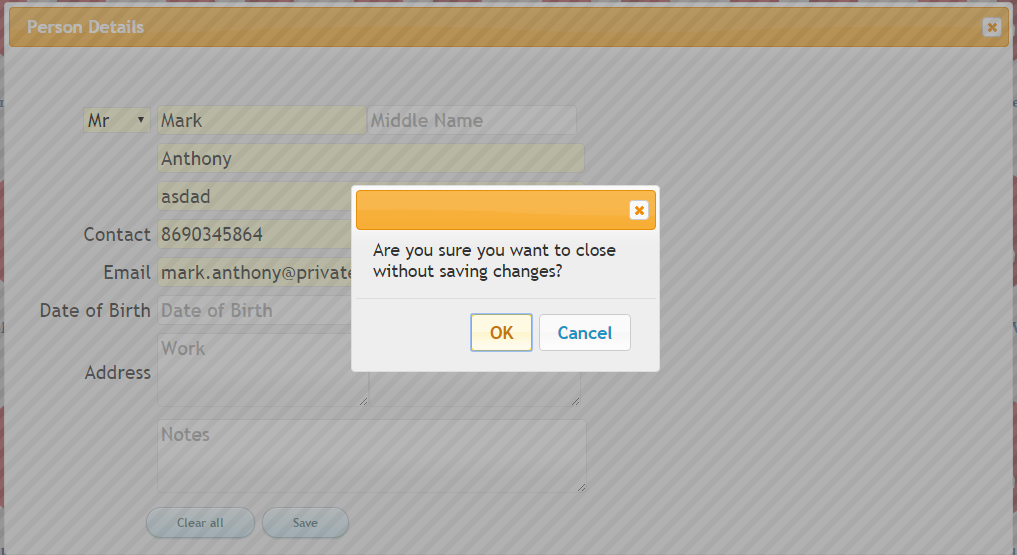 Person Details
Mr Mark Middle Name
Anthony
asdad
Contact 8690345864
Email mark.anthony@private
Date of Birth Date of Birth
Work
Address
Notes
Clear all Save
Are you sure you want to close
without saving changes?
OK Cancel